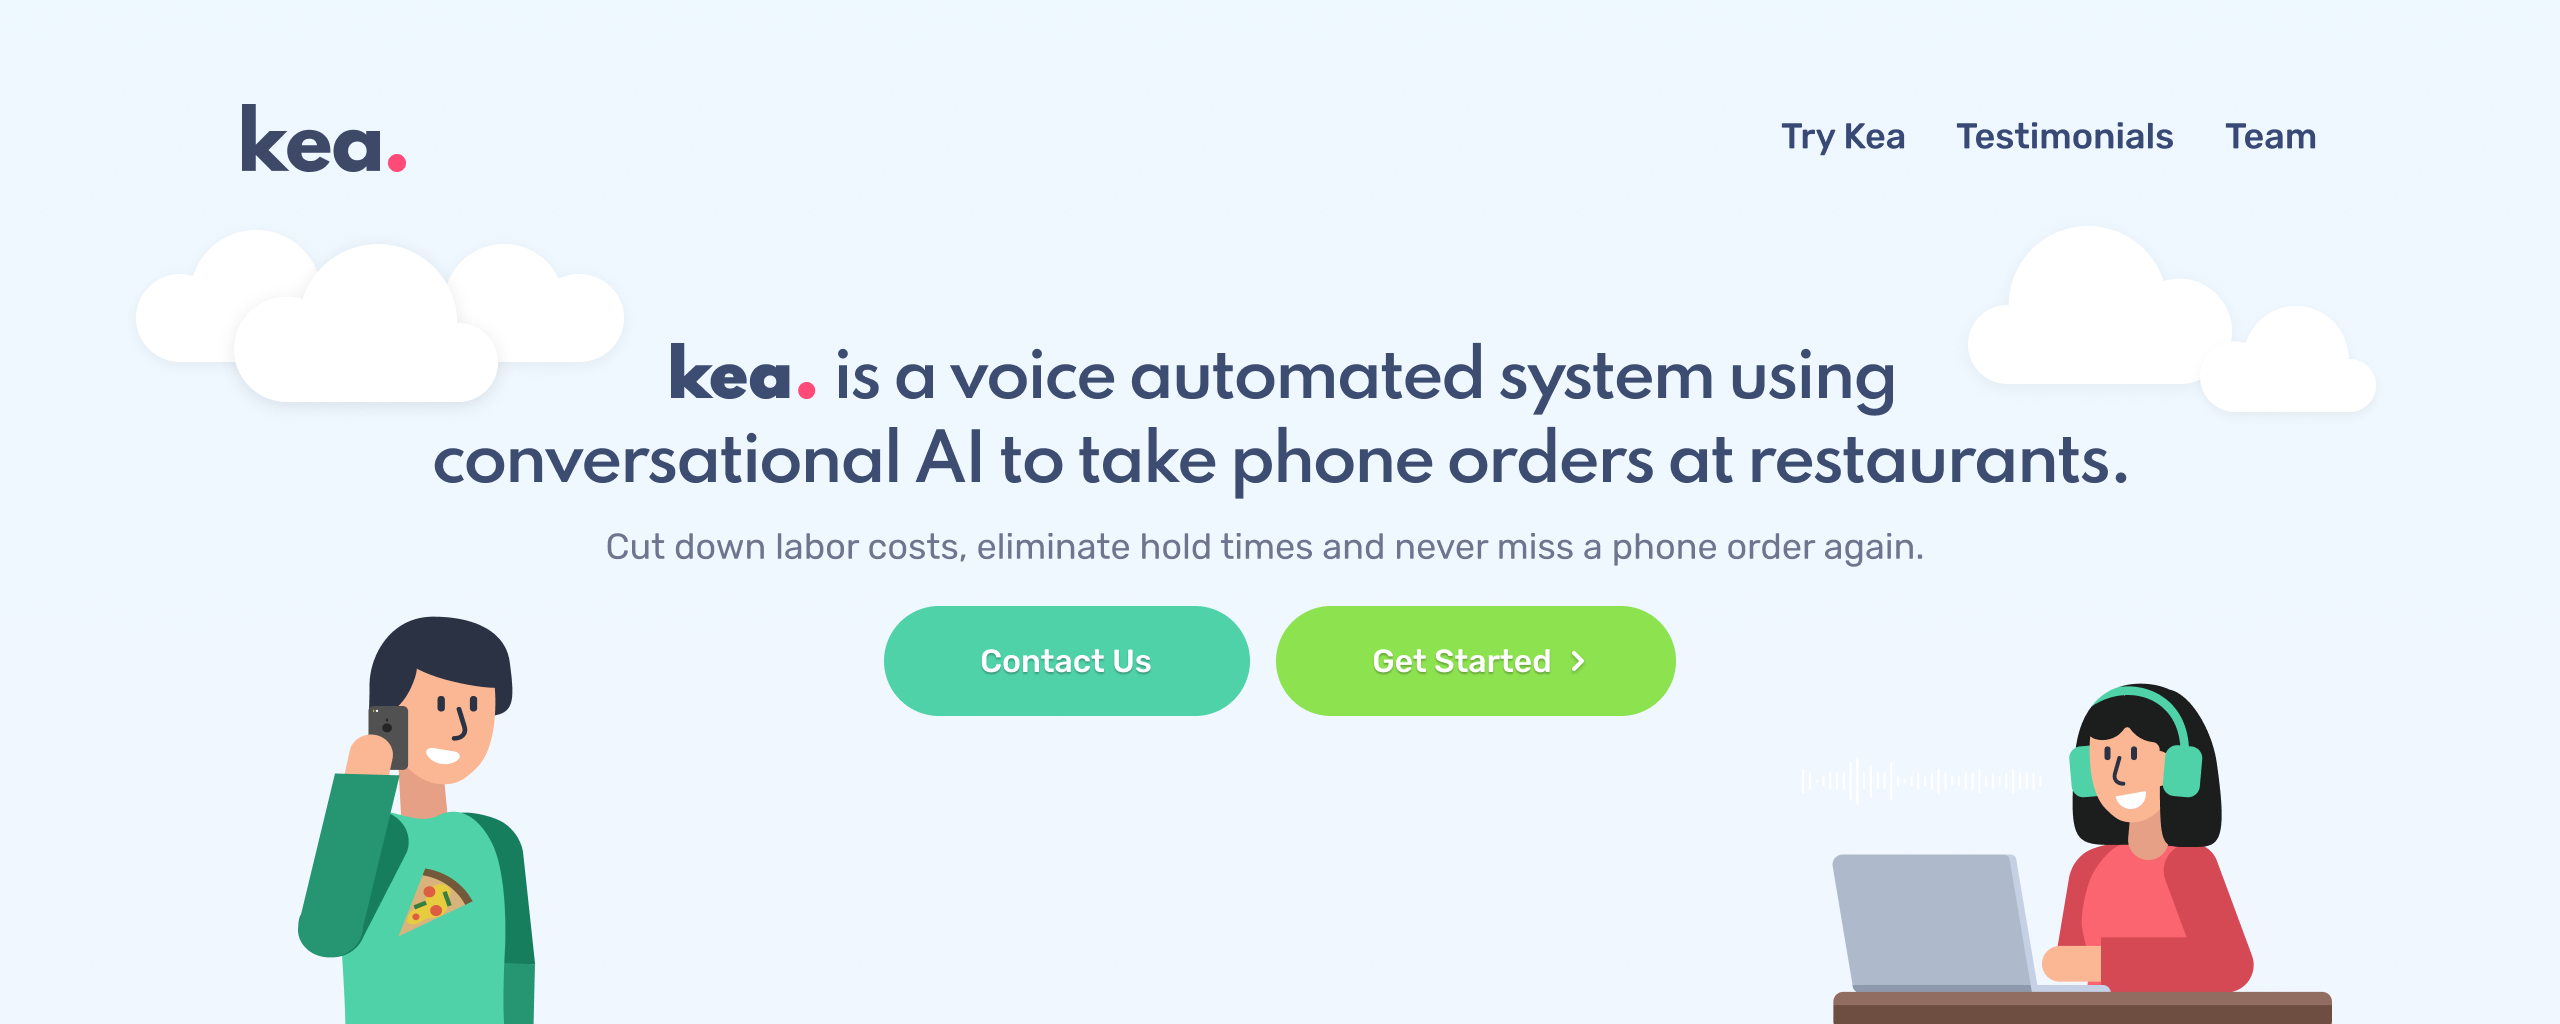 kea.
Try Kea Testimonials Team
kea. is a voice automated system using
conversational AI to take phone orders at restaurants.
Cut down labor costs, eliminate hold times and never miss a phone order again.
Contact Us
Get Started